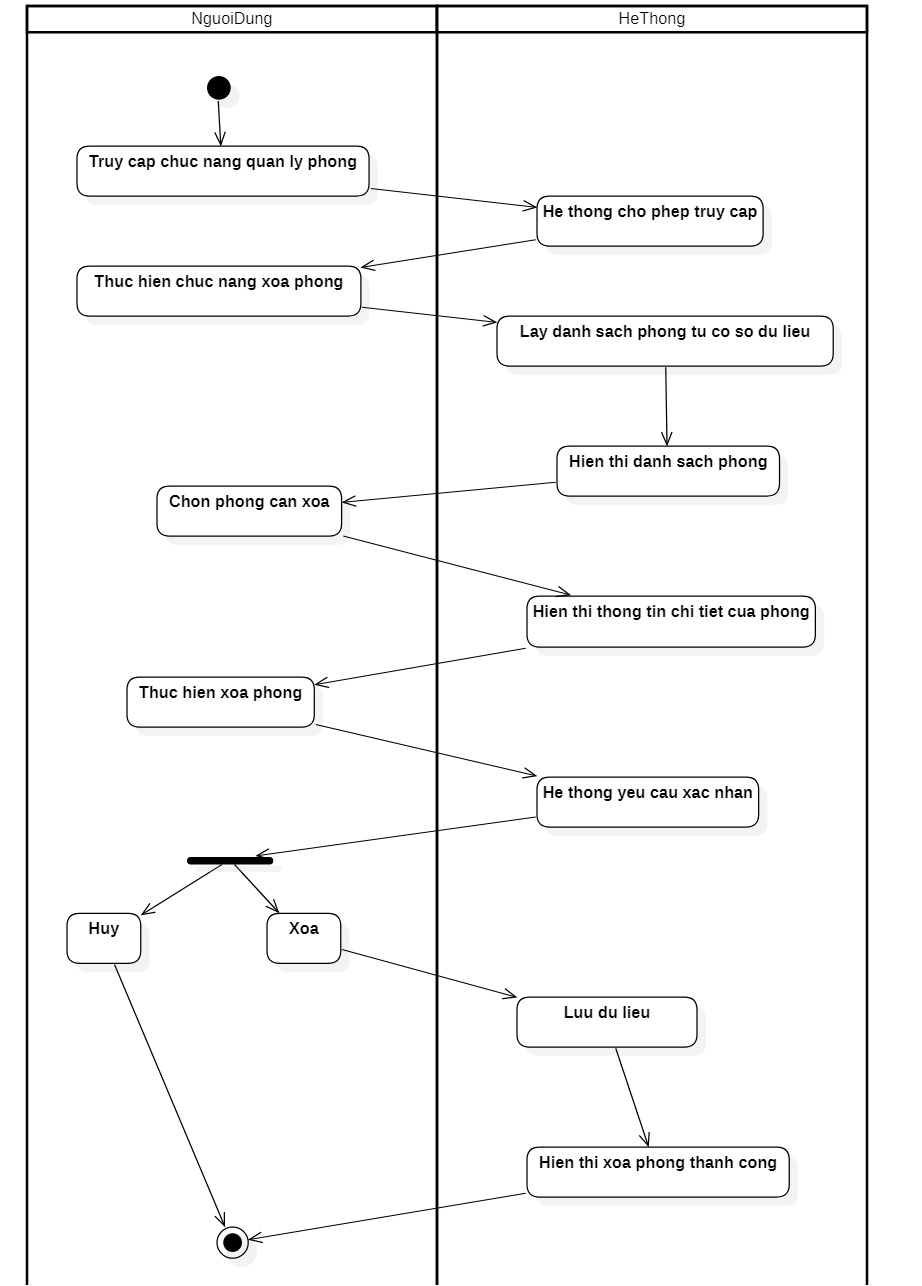 NguoiDung
HeThong
Truy cap chuc nang quan ly phong
He thong cho phep truy cap
Thuc hien chuc nang xoa phong
Lay danh sach phong tu co so du lieu
Hien thi danh sach phong
Chon phong can xoa
Hien thi thong tin chi tiet cua phong
Thuc hien xoa phong
He thong yeu cau xac nhan
Huy
Xoa
Luu du lieu
Hien thi xoa phong thanh cong